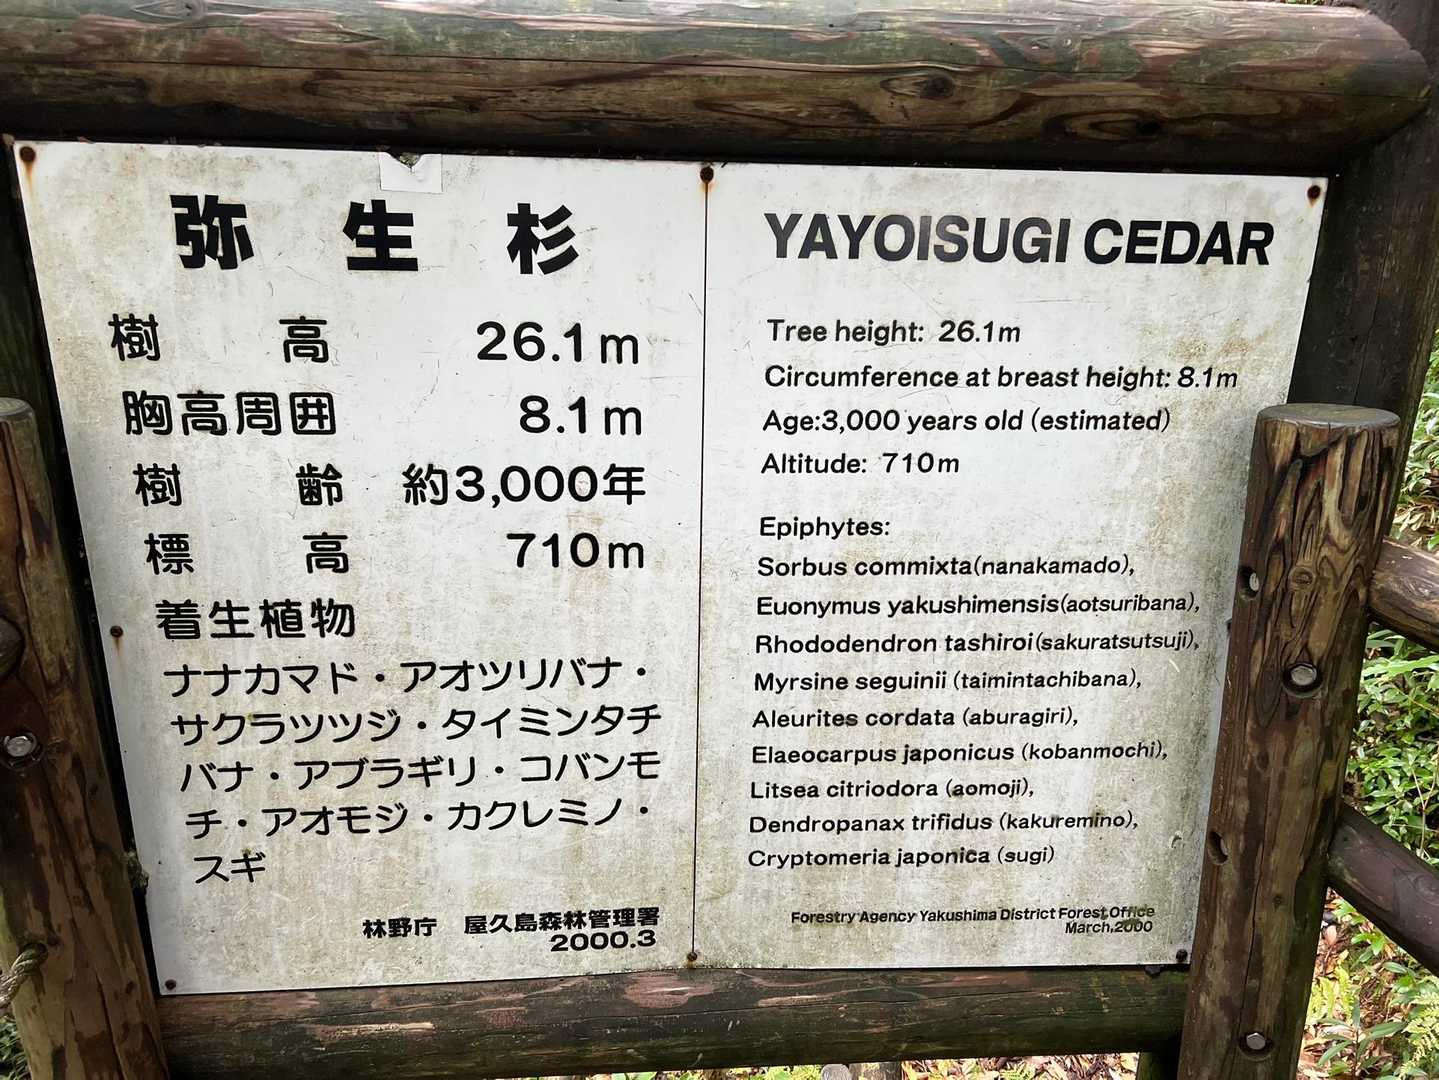 弥生杉
樹高 26.1m
胸高周囲 8.1m
樹齢 約3,000年
標高 710m
着生植物
ナナカマド・アオツリバナ・
サクラツツジ・タイミンタチ
バナ・アブラギリ・コバンモ
チ・アオモジ・カクレミノ・
スギ
林野庁 屋久島森林管理署
2000.3
YAYOISUGI CEDAR
Tree height: 26.1m
Circumference at breast height: 8.1m
Age:3,000 years old (estimated)
Altitude: 710m
Epiphytes:
Sorbus commixta(nanakamado),
Euonymus yakushimensis(aotsuribana),
Rhododendron tashiroi(sakuratsutsuji),
Myrsine seguinii (taimintachibana),
Aleurites cordata (aburagiri),
Elaeocarpus japonicus (kobanmochi),
Litsea citriodora (aomoji),
Dendropanax trifidus (kakuremino),
Cryptomeria japonica (sugi)
Forestry Agency Yakushima District Forest Office
March,2000